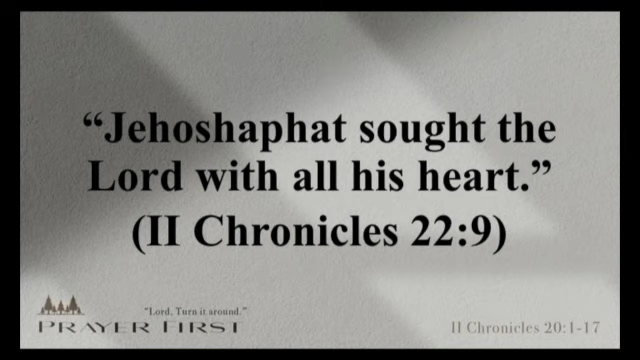 “Jehoshaphat sought the
Lord with all his heart.”
(II Chronicles 22:9)
"Lord, Turn it around."
PRAYER FIRST
II Chronicles 20:1-17